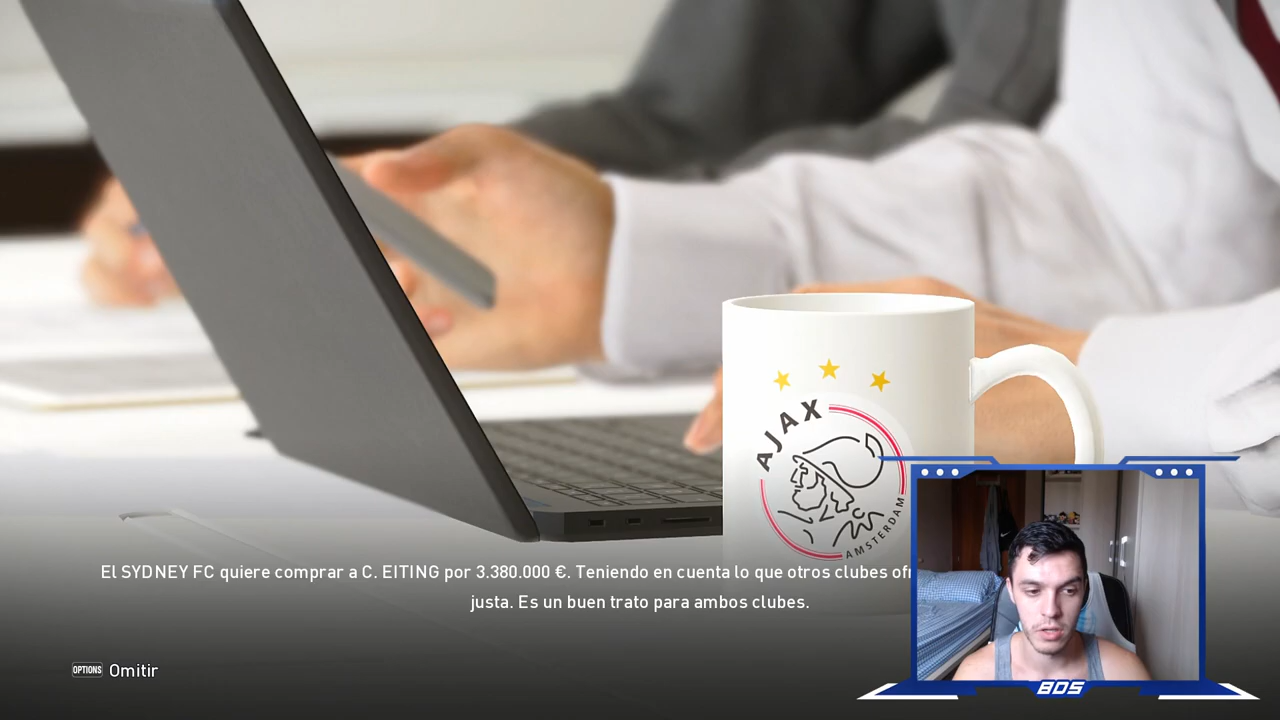 AJAX
AMSTERDAM
El SYDNEY FC quiere comprar a C. EITING por 3.380.000 €. Teniendo en cuenta lo que otros clubes
justa. Es un buen trato para ambos clubes.
OPTIONS Omitir
BDS